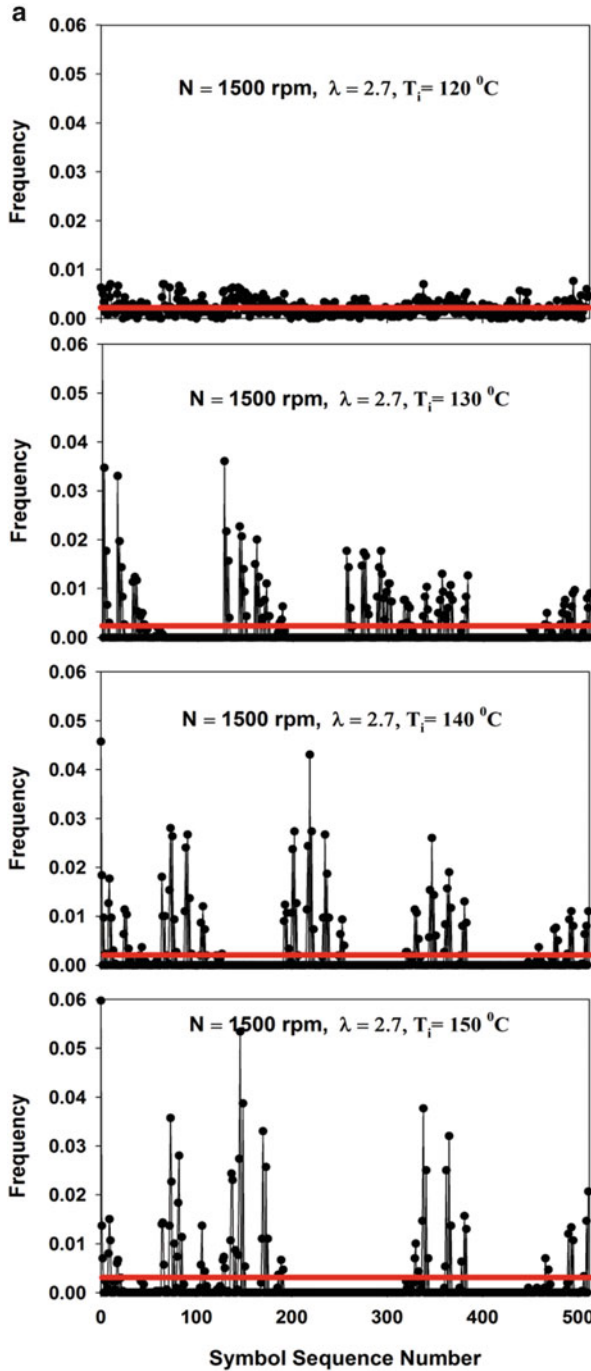 a
0.06
N = 1500 rpm, λ = 2.7, Tᵢ= 120 ⁰C
0.05
0.04
Frequency
0.03
0.02
0.01
0.00
0.06
N = 1500 rpm, λ = 2.7, Tᵢ= 130 ⁰C
0.05
0.04
Frequency
0.03
0.02
0.01
0.00
0.06
N = 1500 rpm, λ = 2.7, Tᵢ= 140 ⁰C
0.05
0.04
Frequency
0.03
0.02
0.01
0.00
0.06
N = 1500 rpm, λ = 2.7, Tᵢ= 150 ⁰C
0.05
0.04
Frequency
0.03
0.02
0.01
0.00
0 100 200 300 400 500
Symbol Sequence Number